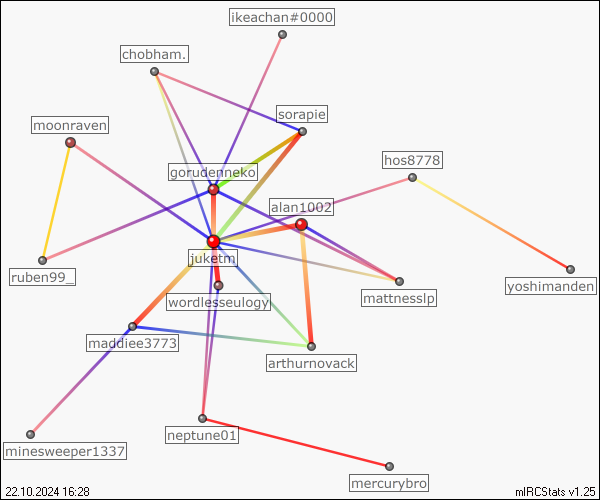 ikeachan#0000
chobham.
sorapie
moonraven
hos8778
gorudenneko
alan1002
juketm
ruben99_
wordlesseulogy
mattnesslp
yoshimanden
maddiee3773
arthurnovack
neptune01
minesweeper1337
mercurybro
22.10.2024 16:28
mIRCStats v1.25